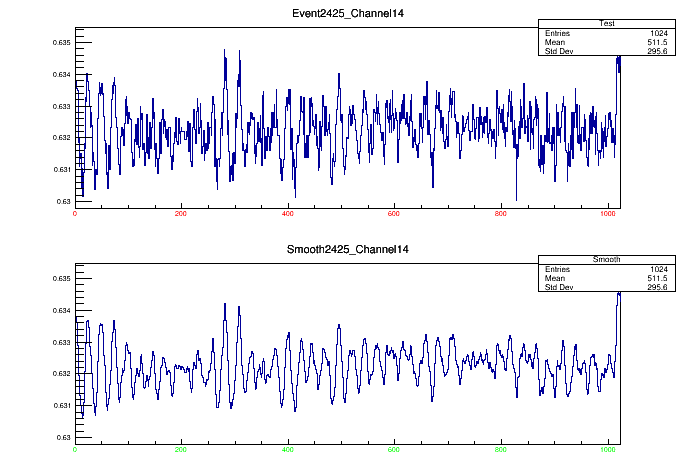 Event2425_Channel14
Test
Entries 1024
Mean 511.5
Std Dev 295.6
0.635
0.634
0.633
0.632
0.631
0.63
0 200 400 600 800 1000
Smooth2425_Channel14
Smooth
Entries 1024
Mean 511.5
Std Dev 295.6
0.635
0.634
0.633
0.632
0.631
0.63
0 200 400 600 800 1000